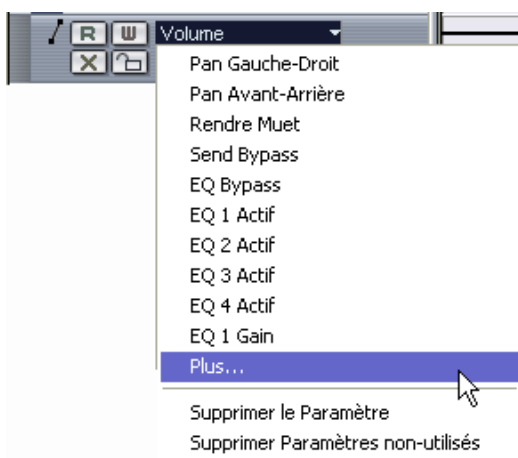 R W Volume
X
Pan Gauche-Droit
Pan Avant-Arrière
Rendre Muet
Send Bypass
EQ Bypass
EQ 1 Actif
EQ 2 Actif
EQ 3 Actif
EQ 4 Actif
EQ 1 Gain
Plus...
Supprimer le Paramètre
Supprimer Paramètres non-utilisés